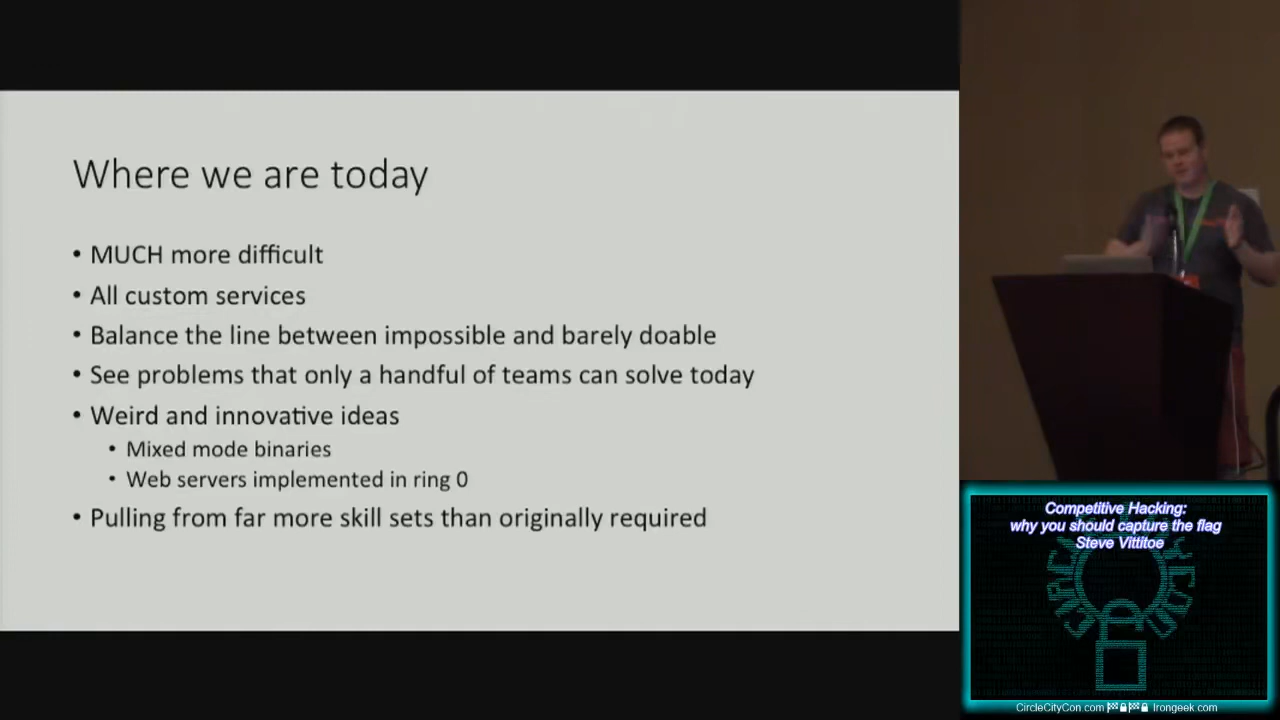 Where we are today
• MUCH more difficult
• All custom services
• Balance the line between impossible and barely doable
• See problems that only a handful of teams can solve today
• Weird and innovative ideas
• Mixed mode binaries
• Web servers implemented in ring 0
• Pulling from far more skill sets than originally required
Competitive Hacking:
why you should capture the flag
Steve Vittitoe
CircleCityCon.com Irongeek.com